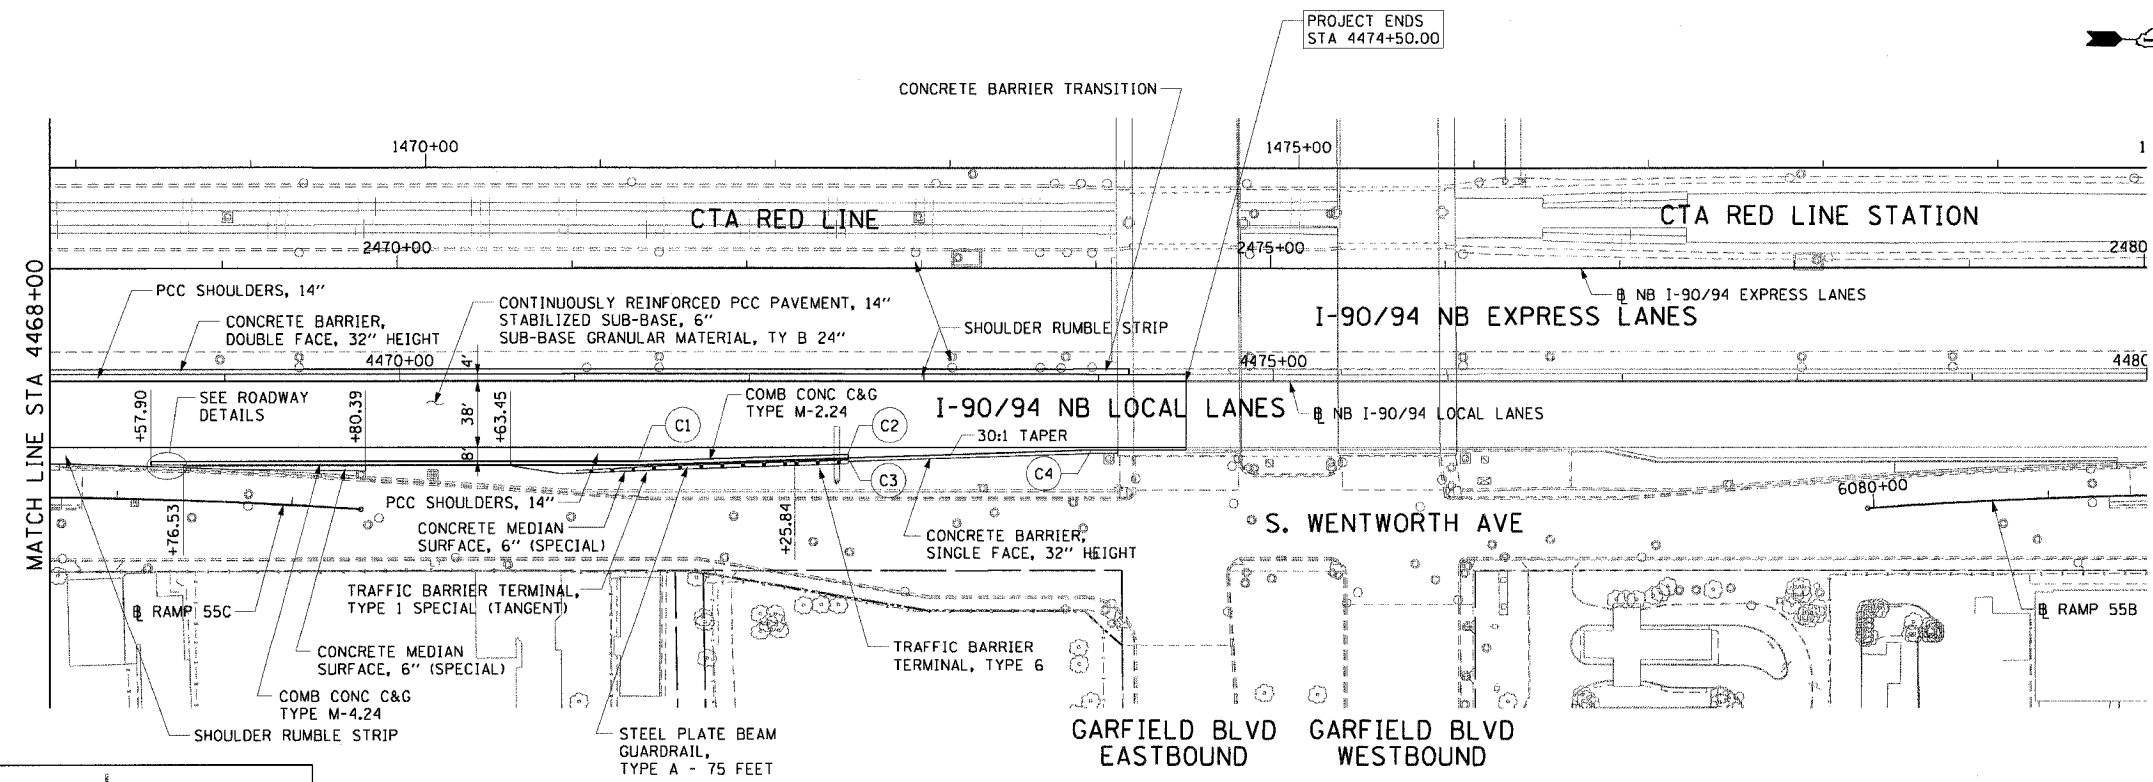 PROJECT ENDS
STA 4474+50.00
CONCRETE BARRIER TRANSITION
1470+00
1475+00
1
CTA RED LINE
CTA RED LINE STATION
2470+00
2475+00
2480
MATCH LINE STA 4468+00
PCC SHOULDERS, 14"
CONCRETE BARRIER,
DOUBLE FACE, 32" HEIGHT
CONTINUOUSLY REINFORCED PCC PAVEMENT, 14"
STABILIZED SUB-BASE, 6"
SUB-BASE GRANULAR MATERIAL, TY B 24"
SHOULDER RUMBLE STRIP
I-90/94 NB EXPRESS LANES
NB I-90/94 EXPRESS LANES
4470+00
4475+00
4480
4'
38'
8'
SEE ROADWAY
DETAILS
+57.90
+80.39
+63.45
COMB CONC C&G
TYPE M-2.24
I-90/94 NB LOCAL LANES
NB I-90/94 LOCAL LANES
C1
C2
30:1 TAPER
C3
C4
+76.53
+25.84
PCC SHOULDERS, 14"
CONCRETE MEDIAN
SURFACE, 6" (SPECIAL)
CONCRETE BARRIER,
SINGLE FACE, 32" HEIGHT
S. WENTWORTH AVE
6080+00
TRAFFIC BARRIER TERMINAL,
TYPE 1 SPECIAL (TANGENT)
RAMP 55C
RAMP 55B
CONCRETE MEDIAN
SURFACE, 6" (SPECIAL)
TRAFFIC BARRIER
TERMINAL, TYPE 6
COMB CONC C&G
TYPE M-4.24
SHOULDER RUMBLE STRIP
STEEL PLATE BEAM
GUARDRAIL,
TYPE A - 75 FEET
GARFIELD BLVD
EASTBOUND
GARFIELD BLVD
WESTBOUND